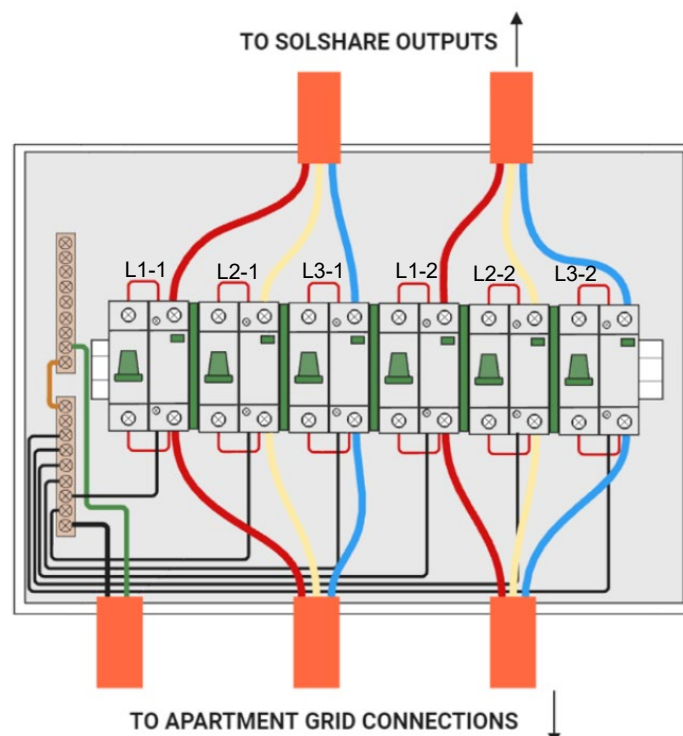 TO SOLSHARE OUTPUTS
L1-1 L2-1 L3-1 L1-2 L2-2 L3-2
TO APARTMENT GRID CONNECTIONS